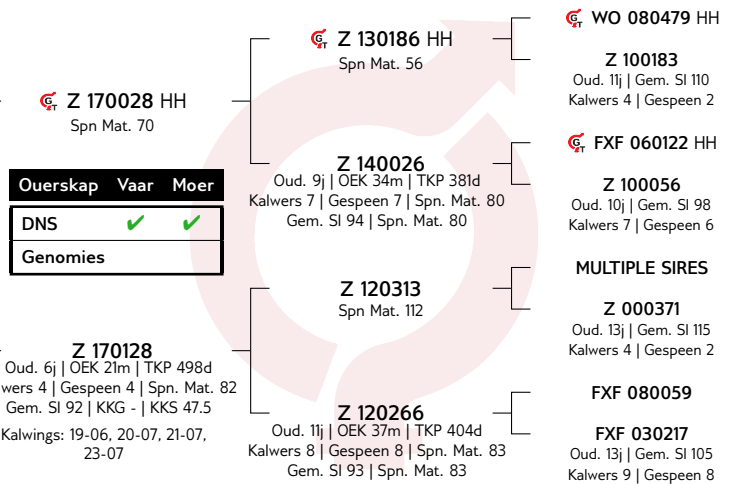 Z 170028 HH
Spn Mat. 70
Ouerskap Vaar Moer
DNS ✔ ✔
Genomies
Z 170128
Oud. 6j | OEK 21m | TKP 498d
wers 4 | Gespeen 4 | Spn. Mat. 82
Gem. SI 92 | KKG - | KKS 47.5
Kalwings: 19-06, 20-07, 21-07,
23-07
Z 130186 HH
Spn Mat. 56
Z 140026
Oud. 9j | OEK 34m | TKP 381d
Kalwers 7 | Gespeen 7 | Spn. Mat. 80
Gem. SI 94 | Spn. Mat. 80
Z 120313
Spn Mat. 112
Z 120266
Oud. 11j | OEK 37m | TKP 404d
Kalwers 8 | Gespeen 8 | Spn. Mat. 83
Gem. SI 93 | Spn. Mat. 83
WO 080479 HH
Z 100183
Oud. 11j | Gem. SI 110
Kalwers 4 | Gespeen 2
FXF 060122 HH
Z 100056
Oud. 10j | Gem. SI 98
Kalwers 7 | Gespeen 6
MULTIPLE SIRES
Z 000371
Oud. 13j | Gem. SI 115
Kalwers 4 | Gespeen 2
FXF 080059
FXF 030217
Oud. 13j | Gem. SI 105
Kalwers 9 | Gespeen 8